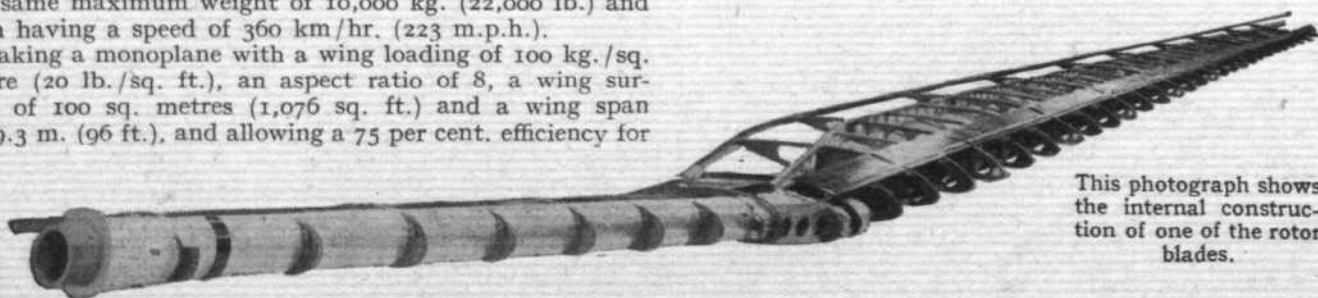 same maximum weight of 10,000 kg. (22,000 lb.) and
having a speed of 360 km/hr. (223 m.p.h.).
aking a monoplane with a wing loading of 100 kg./sq.
re (20 lb./sq. ft.), an aspect ratio of 8, a wing sur-
of 100 sq. metres (1,076 sq. ft.) and a wing span
9.3 m. (96 ft.), and allowing a 75 per cent. efficiency for
This photograph shows
the internal construc-
tion of one of the rotor
blades.